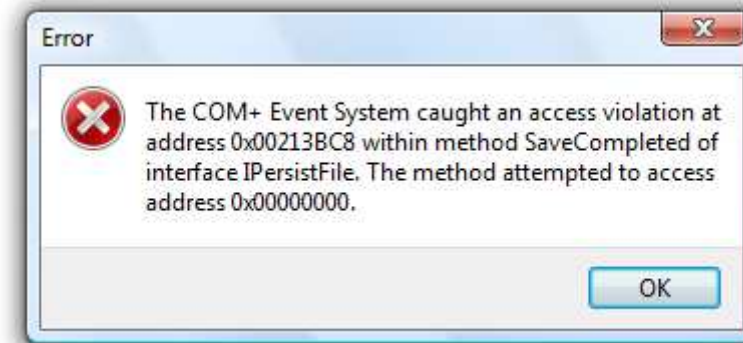 Error
The COM+ Event System caught an access violation at
address 0x00213BC8 within method SaveCompleted of
interface IPersistFile. The method attempted to access
address 0x00000000.
OK